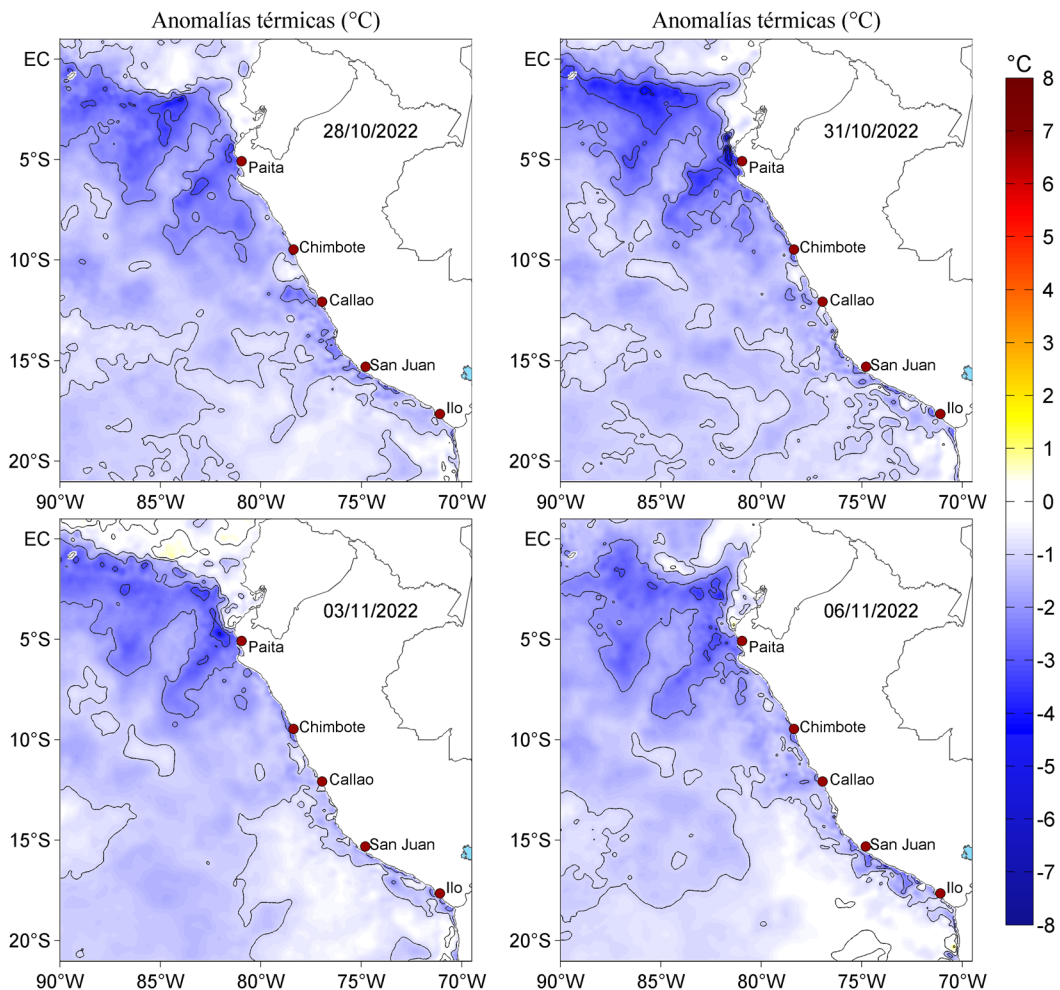 Anomalías térmicas (°C)
Anomalías térmicas (°C)
EC
5°S
10°S
15°S
20°S
90°W
85°W
80°W
75°W
70°W
28/10/2022
Paita
Chimbote
Callao
San Juan
Ilo
EC
5°S
10°S
15°S
20°S
90°W
85°W
80°W
75°W
70°W
31/10/2022
Paita
Chimbote
Callao
San Juan
Ilo
EC
5°S
10°S
15°S
20°S
90°W
85°W
80°W
75°W
70°W
03/11/2022
Paita
Chimbote
Callao
San Juan
Ilo
EC
5°S
10°S
15°S
20°S
90°W
85°W
80°W
75°W
70°W
06/11/2022
Paita
Chimbote
Callao
San Juan
Ilo
°C
8
7
6
5
4
3
2
1
0
-1
-2
-3
-4
-5
-6
-7
-8